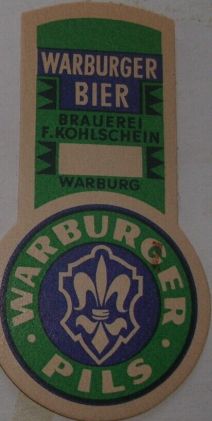 WARBURGER
BIER
BRAUEREI
F. KOHLSCHEIN
WARBURG
WARBURGER
· PILS ·